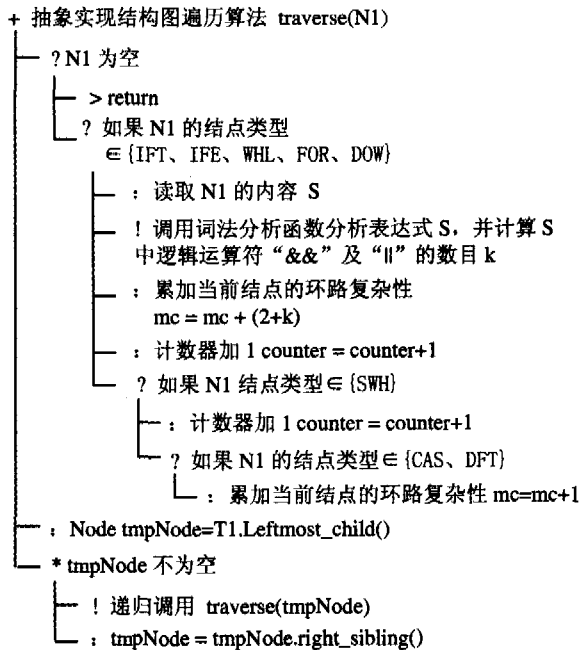 + 抽象实现结构图遍历算法 traverse(N1)
? N1 为空
> return
? 如果 N1 的结点类型
∈ {IFT、IFE、WHL、FOR、DOW}
: 读取 N1 的内容 S
! 调用词法分析函数分析表达式 S，并计算 S
中逻辑运算符“&&”及“||”的数目 k
: 累加当前结点的环路复杂性
mc = mc + (2+k)
: 计数器加 1 counter = counter+1
? 如果 N1 结点类型∈ {SWH}
: 计数器加 1 counter = counter+1
? 如果 N1 的结点类型∈ {CAS、DFT}
: 累加当前结点的环路复杂性 mc=mc+1
: Node tmpNode=T1.Leftmost_child()
* tmpNode 不为空
! 递归调用 traverse(tmpNode)
: tmpNode = tmpNode.right_sibling()